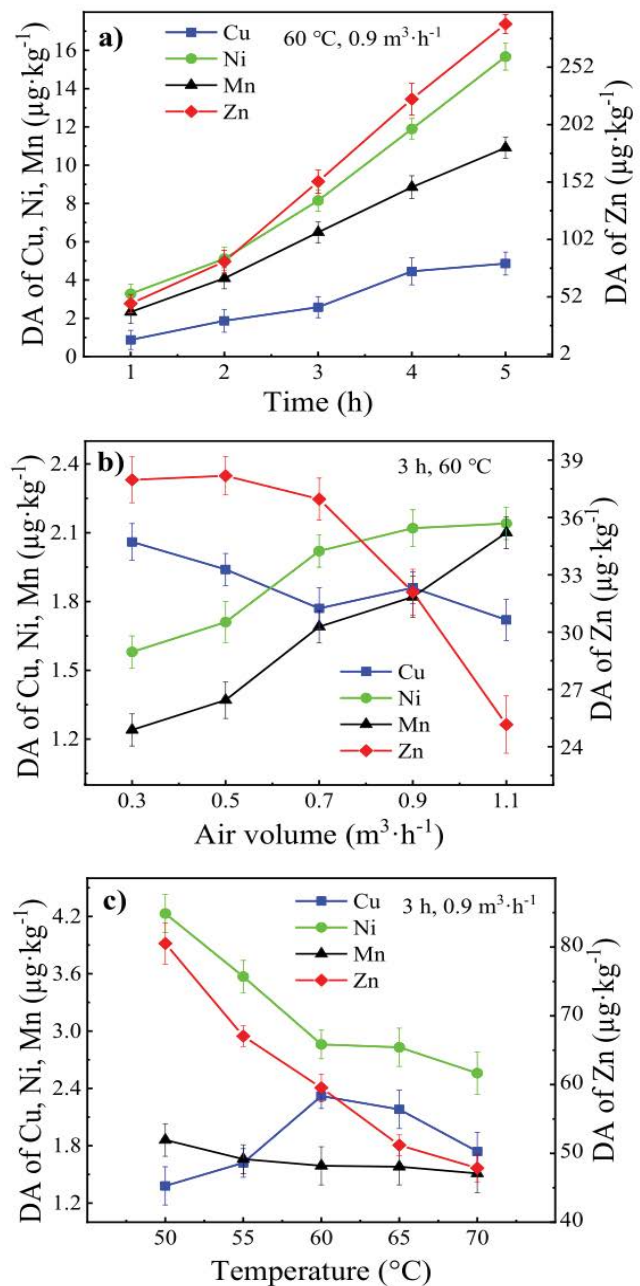 a)
60 °C, 0.9 m³·h⁻¹
Cu
Ni
Mn
Zn
DA of Cu, Ni, Mn (μg·kg⁻¹)
16
14
12
10
8
6
4
2
0
252
202
152
102
52
2
DA of Zn (μg·kg⁻¹)
1 2 3 4 5
Time (h)
b)
3 h, 60 °C
DA of Cu, Ni, Mn (μg·kg⁻¹)
2.4
2.1
1.8
1.5
1.2
39
36
33
30
27
24
DA of Zn (μg·kg⁻¹)
Cu
Ni
Mn
Zn
0.3 0.5 0.7 0.9 1.1
Air volume (m³·h⁻¹)
c)
3 h, 0.9 m³·h⁻¹
Cu
Ni
Mn
Zn
DA of Cu, Ni, Mn (μg·kg⁻¹)
4.2
3.6
3.0
2.4
1.8
1.2
80
70
60
50
40
DA of Zn (μg·kg⁻¹)
50 55 60 65 70
Temperature (°C)